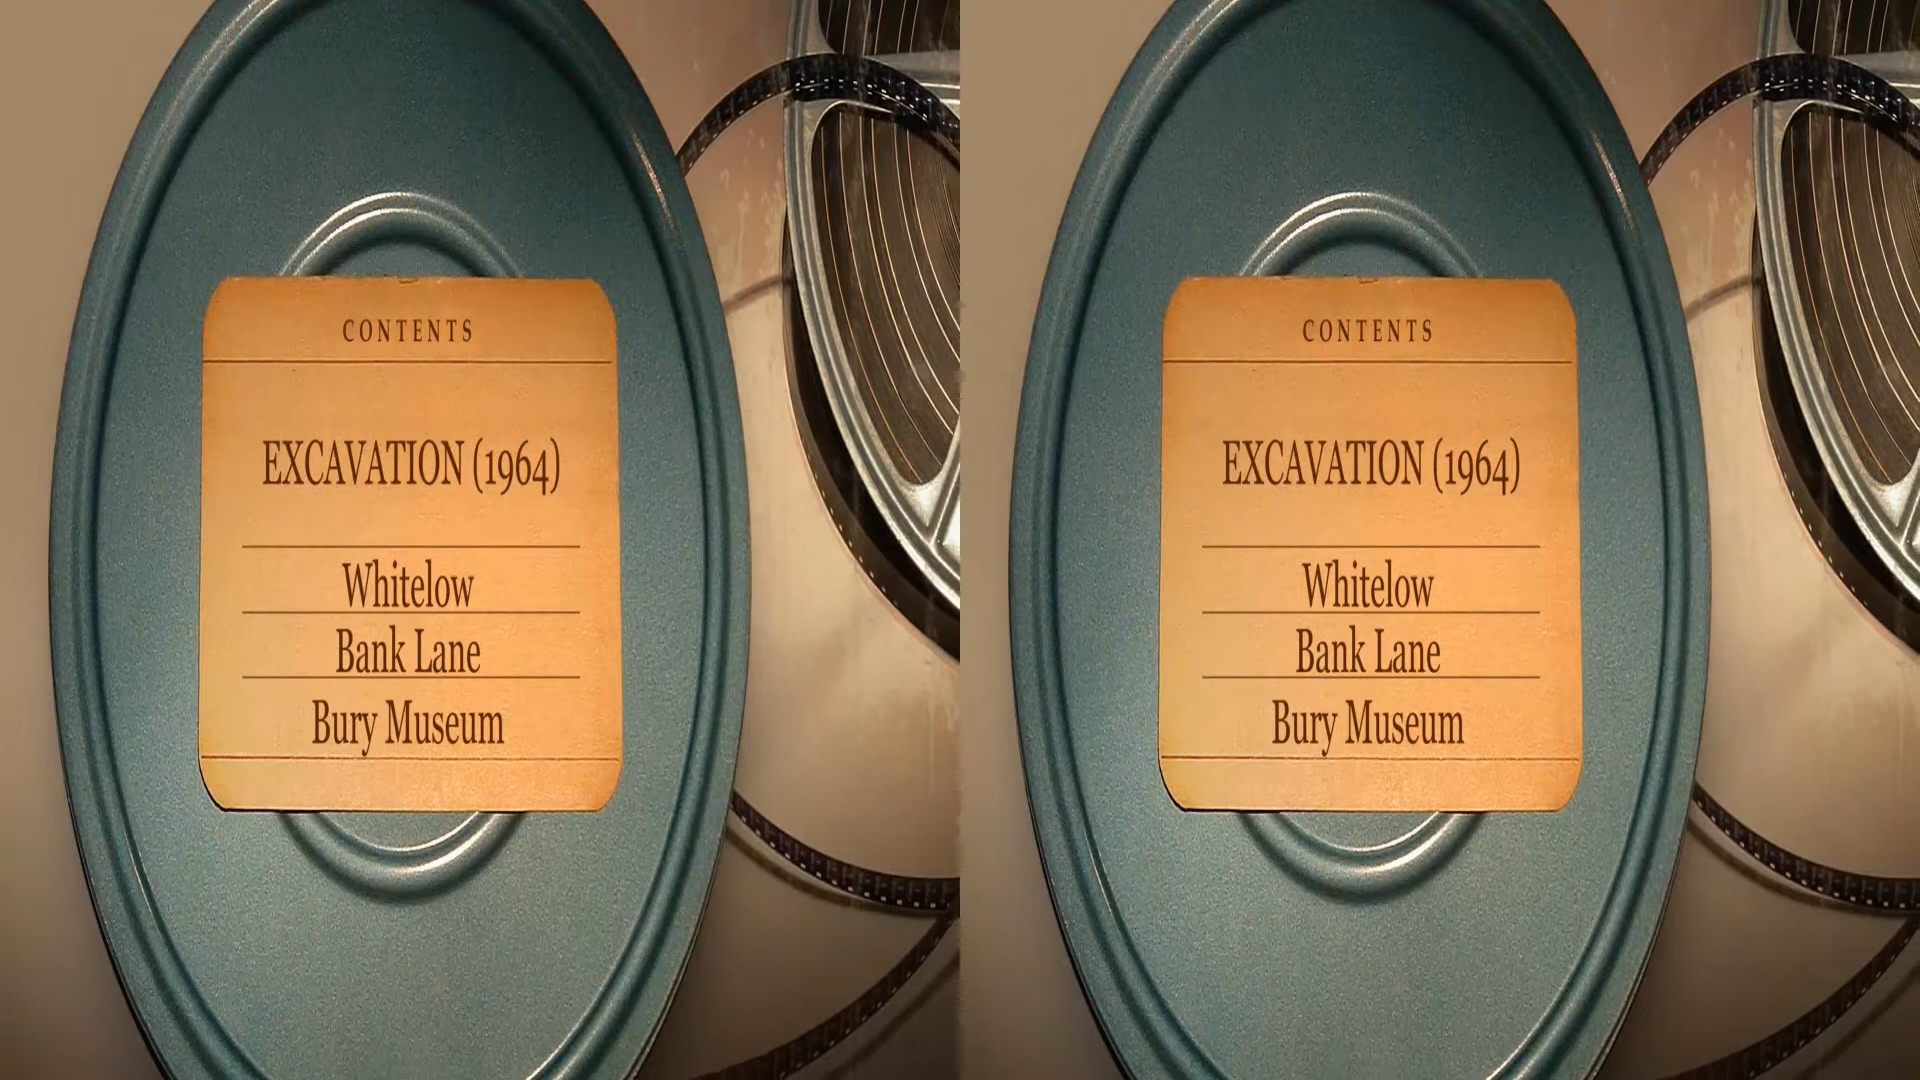 CONTENTS
EXCAVATION (1964)
Whitelow
Bank Lane
Bury Museum
CONTENTS
EXCAVATION (1964)
Whitelow
Bank Lane
Bury Museum